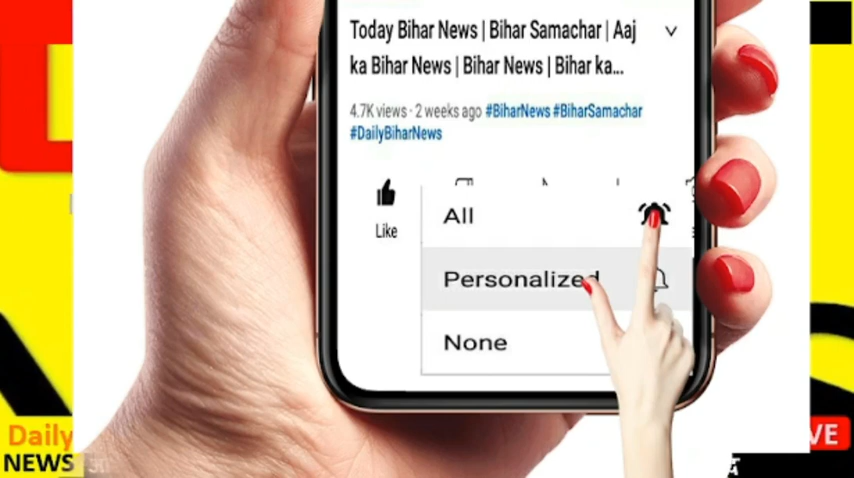 Today Bihar News | Bihar Samachar | Aaj
ka Bihar News | Bihar News | Bihar ka...
4.7K views · 2 weeks ago #BiharNews #BiharSamachar
#DailyBiharNews
Like
All
Personalized
None
Daily
NEWS
VE